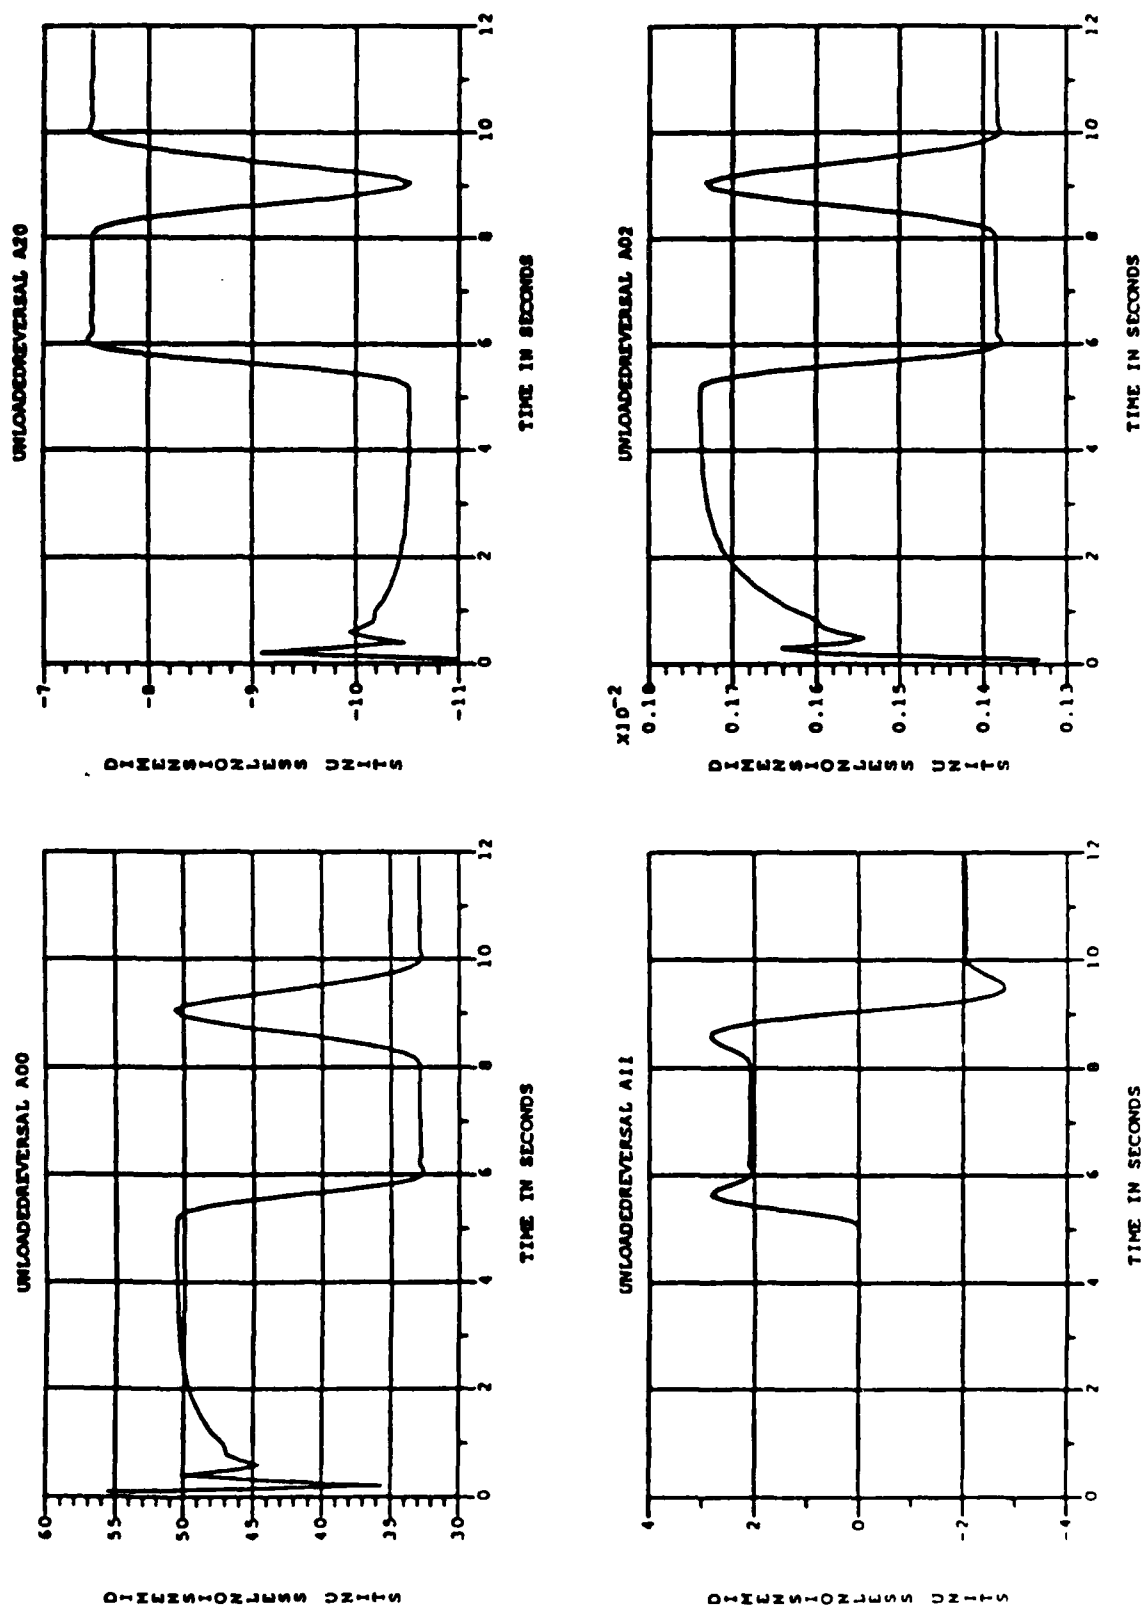 UNLOADEDREVERSAL A00
DIMENSIONLESS UNITS
60
55
50
45
40
35
30
0 2 4 6 8 10 12
TIME IN SECONDS
UNLOADEDREVERSAL A20
DIMENSIONLESS UNITS
-7
-8
-9
-10
-11
0 2 4 6 8 10 12
TIME IN SECONDS
UNLOADEDREVERSAL A11
DIMENSIONLESS UNITS
4
2
0
-2
-4
0 2 4 6 8 10 12
TIME IN SECONDS
UNLOADEDREVERSAL A02
X10-2
DIMENSIONLESS UNITS
0.18
0.17
0.16
0.15
0.14
0.13
0 2 4 6 8 10 12
TIME IN SECONDS